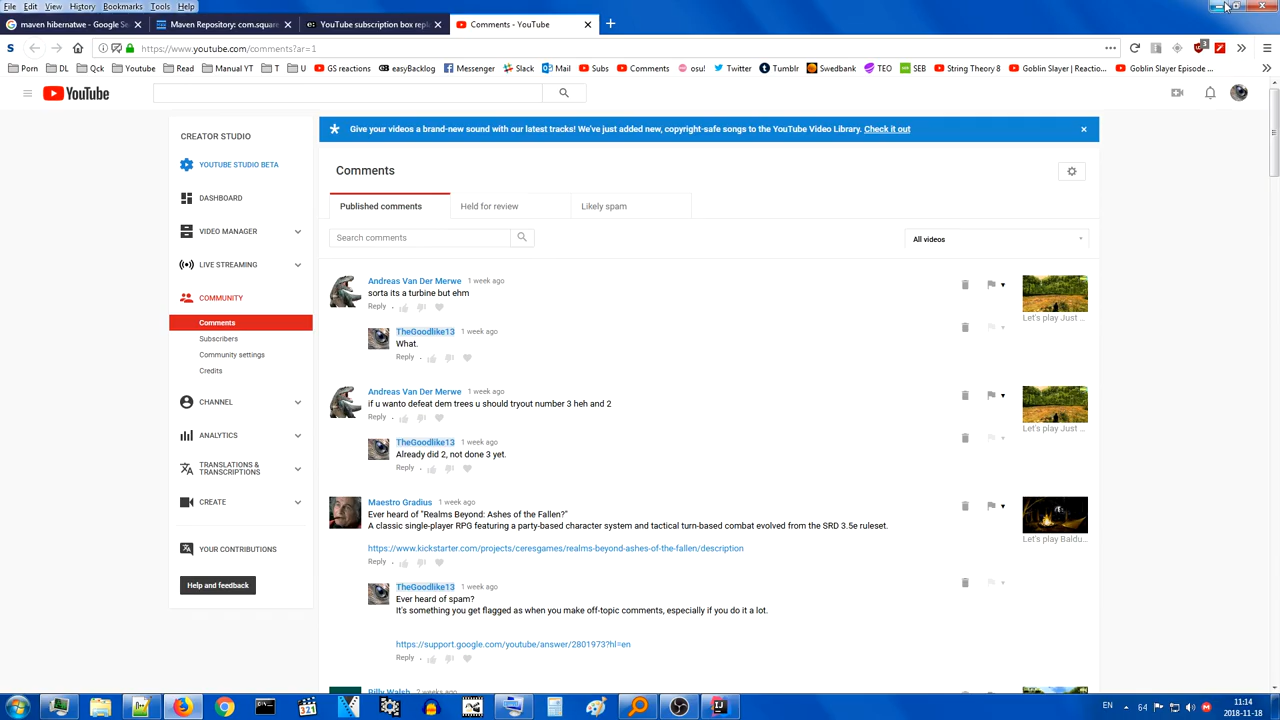 File Edit View History Bookmarks Tools Help
maven hibernatwe - Google Se
Maven Repository: com.square
YouTube subscription box repl
Comments - YouTube
https://www.youtube.com/comments?ar=1
3
Porn DL Qck Youtube Read Manual YT T U GS reactions easyBacklog Messenger Slack Mail Subs Comments osu! Twitter Tumblr Swedbank TEO SEB String Theory 8 Goblin Slayer | Reactio... Goblin Slayer Episode ...
YouTube
CREATOR STUDIO
YOUTUBE STUDIO BETA
DASHBOARD
VIDEO MANAGER
LIVE STREAMING
COMMUNITY
Comments
Subscribers
Community settings
Credits
CHANNEL
ANALYTICS
TRANSLATIONS &
TRANSCRIPTIONS
CREATE
YOUR CONTRIBUTIONS
Help and feedback
Give your videos a brand-new sound with our latest tracks! We've just added new, copyright-safe songs to the YouTube Video Library. Check it out
Comments
Published comments Held for review Likely spam
Search comments
All videos
Andreas Van Der Merwe 1 week ago
sorta its a turbine but ehm
Reply .
Let's play Just ...
TheGoodlike13 1 week ago
What.
Reply .
Andreas Van Der Merwe 1 week ago
if u wanto defeat dem trees u should tryout number 3 heh and 2
Reply .
Let's play Just ...
TheGoodlike13 1 week ago
Already did 2, not done 3 yet.
Reply .
Maestro Gradius 1 week ago
Ever heard of "Realms Beyond: Ashes of the Fallen?"
A classic single-player RPG featuring a party-based character system and tactical turn-based combat evolved from the SRD 3.5e ruleset.
https://www.kickstarter.com/projects/ceresgames/realms-beyond-ashes-of-the-fallen/description
Reply .
Let's play Baldu...
TheGoodlike13 1 week ago
Ever heard of spam?
It's something you get flagged as when you make off-topic comments, especially if you do it a lot.
https://support.google.com/youtube/answer/2801973?hl=en
Reply .
Billy Walsh 2 weeks ago
EN
64
11:14
2018-11-18